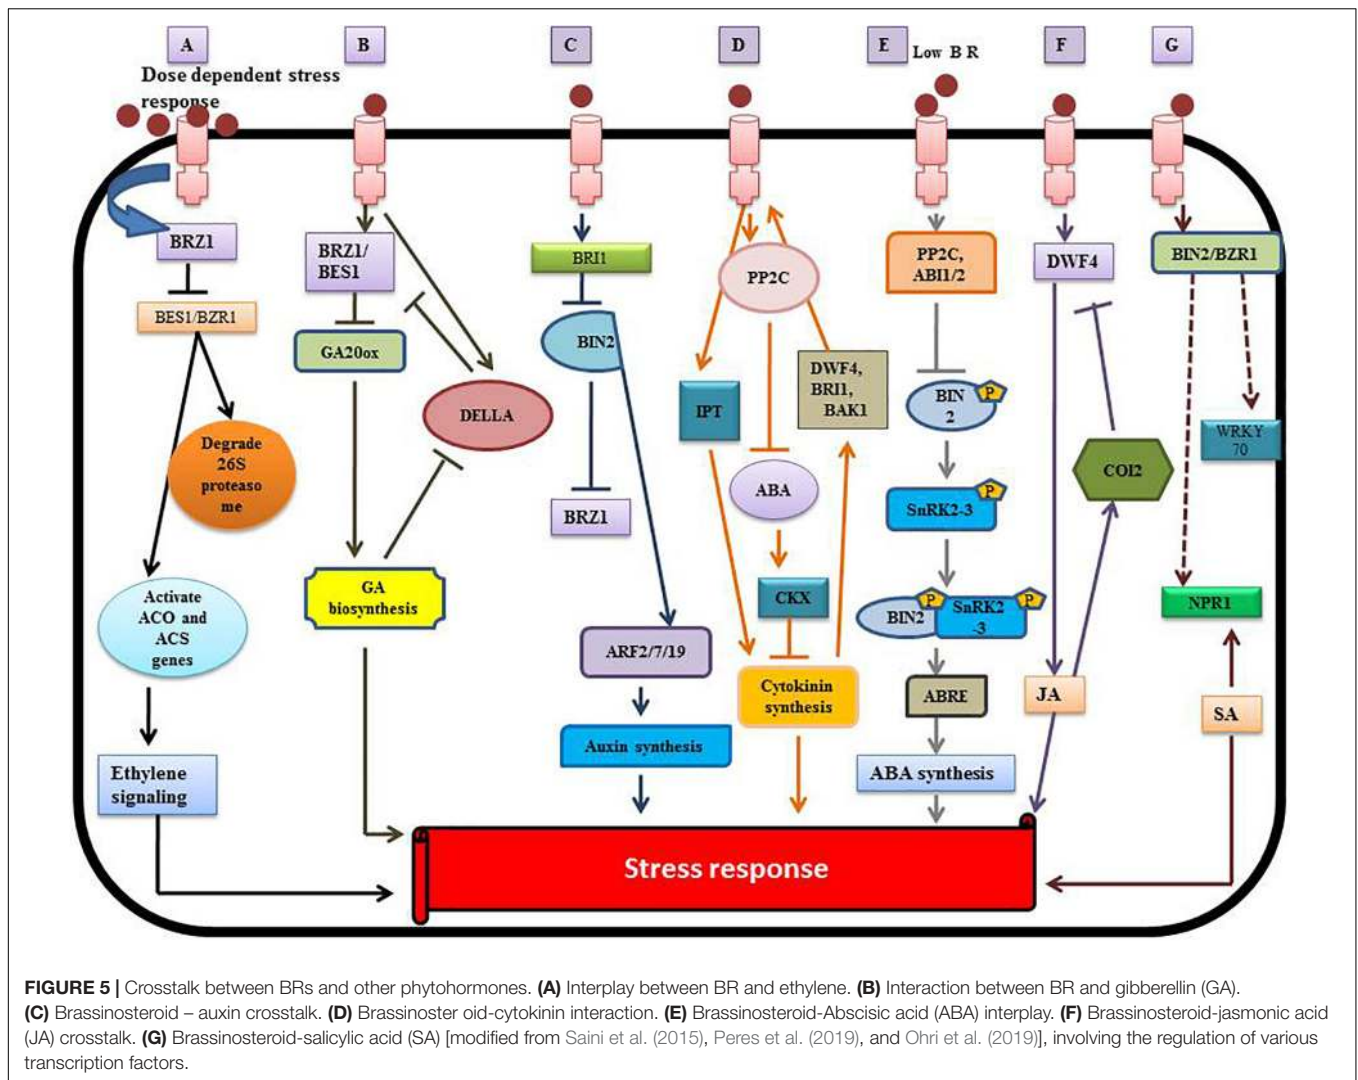 A
B
C
D
E
F
G
Low B R
Dose dependent stress
response
BRZ1
BES1/BZR1
Degrade
26S
proteaso
me
Activate
ACO and
ACS
genes
Ethylene
signaling
BRZ1/
BES1
GA20ox
DELLA
GA
biosynthesis
BRI1
BIN2
BRZ1
ARF2/7/19
Auxin synthesis
PP2C
IPT
DWF4,
BRI1,
BAK1
ABA
CKX
Cytokinin
synthesis
PP2C,
ABI1/2
BIN
2
P
SnRK2-3
P
BIN2
P
SnRK2
-3
P
ABRE
ABA synthesis
DWF4
COI2
JA
BIN2/BZR1
WRKY
70
NPR1
SA
Stress response
FIGURE 5 | Crosstalk between BRs and other phytohormones. (A) Interplay between BR and ethylene. (B) Interaction between BR and gibberellin (GA).
(C) Brassinosteroid – auxin crosstalk. (D) Brassinoster oid-cytokinin interaction. (E) Brassinosteroid-Abscisic acid (ABA) interplay. (F) Brassinosteroid-jasmonic acid
(JA) crosstalk. (G) Brassinosteroid-salicylic acid (SA) [modified from Saini et al. (2015), Peres et al. (2019), and Ohri et al. (2019)], involving the regulation of various
transcription factors.